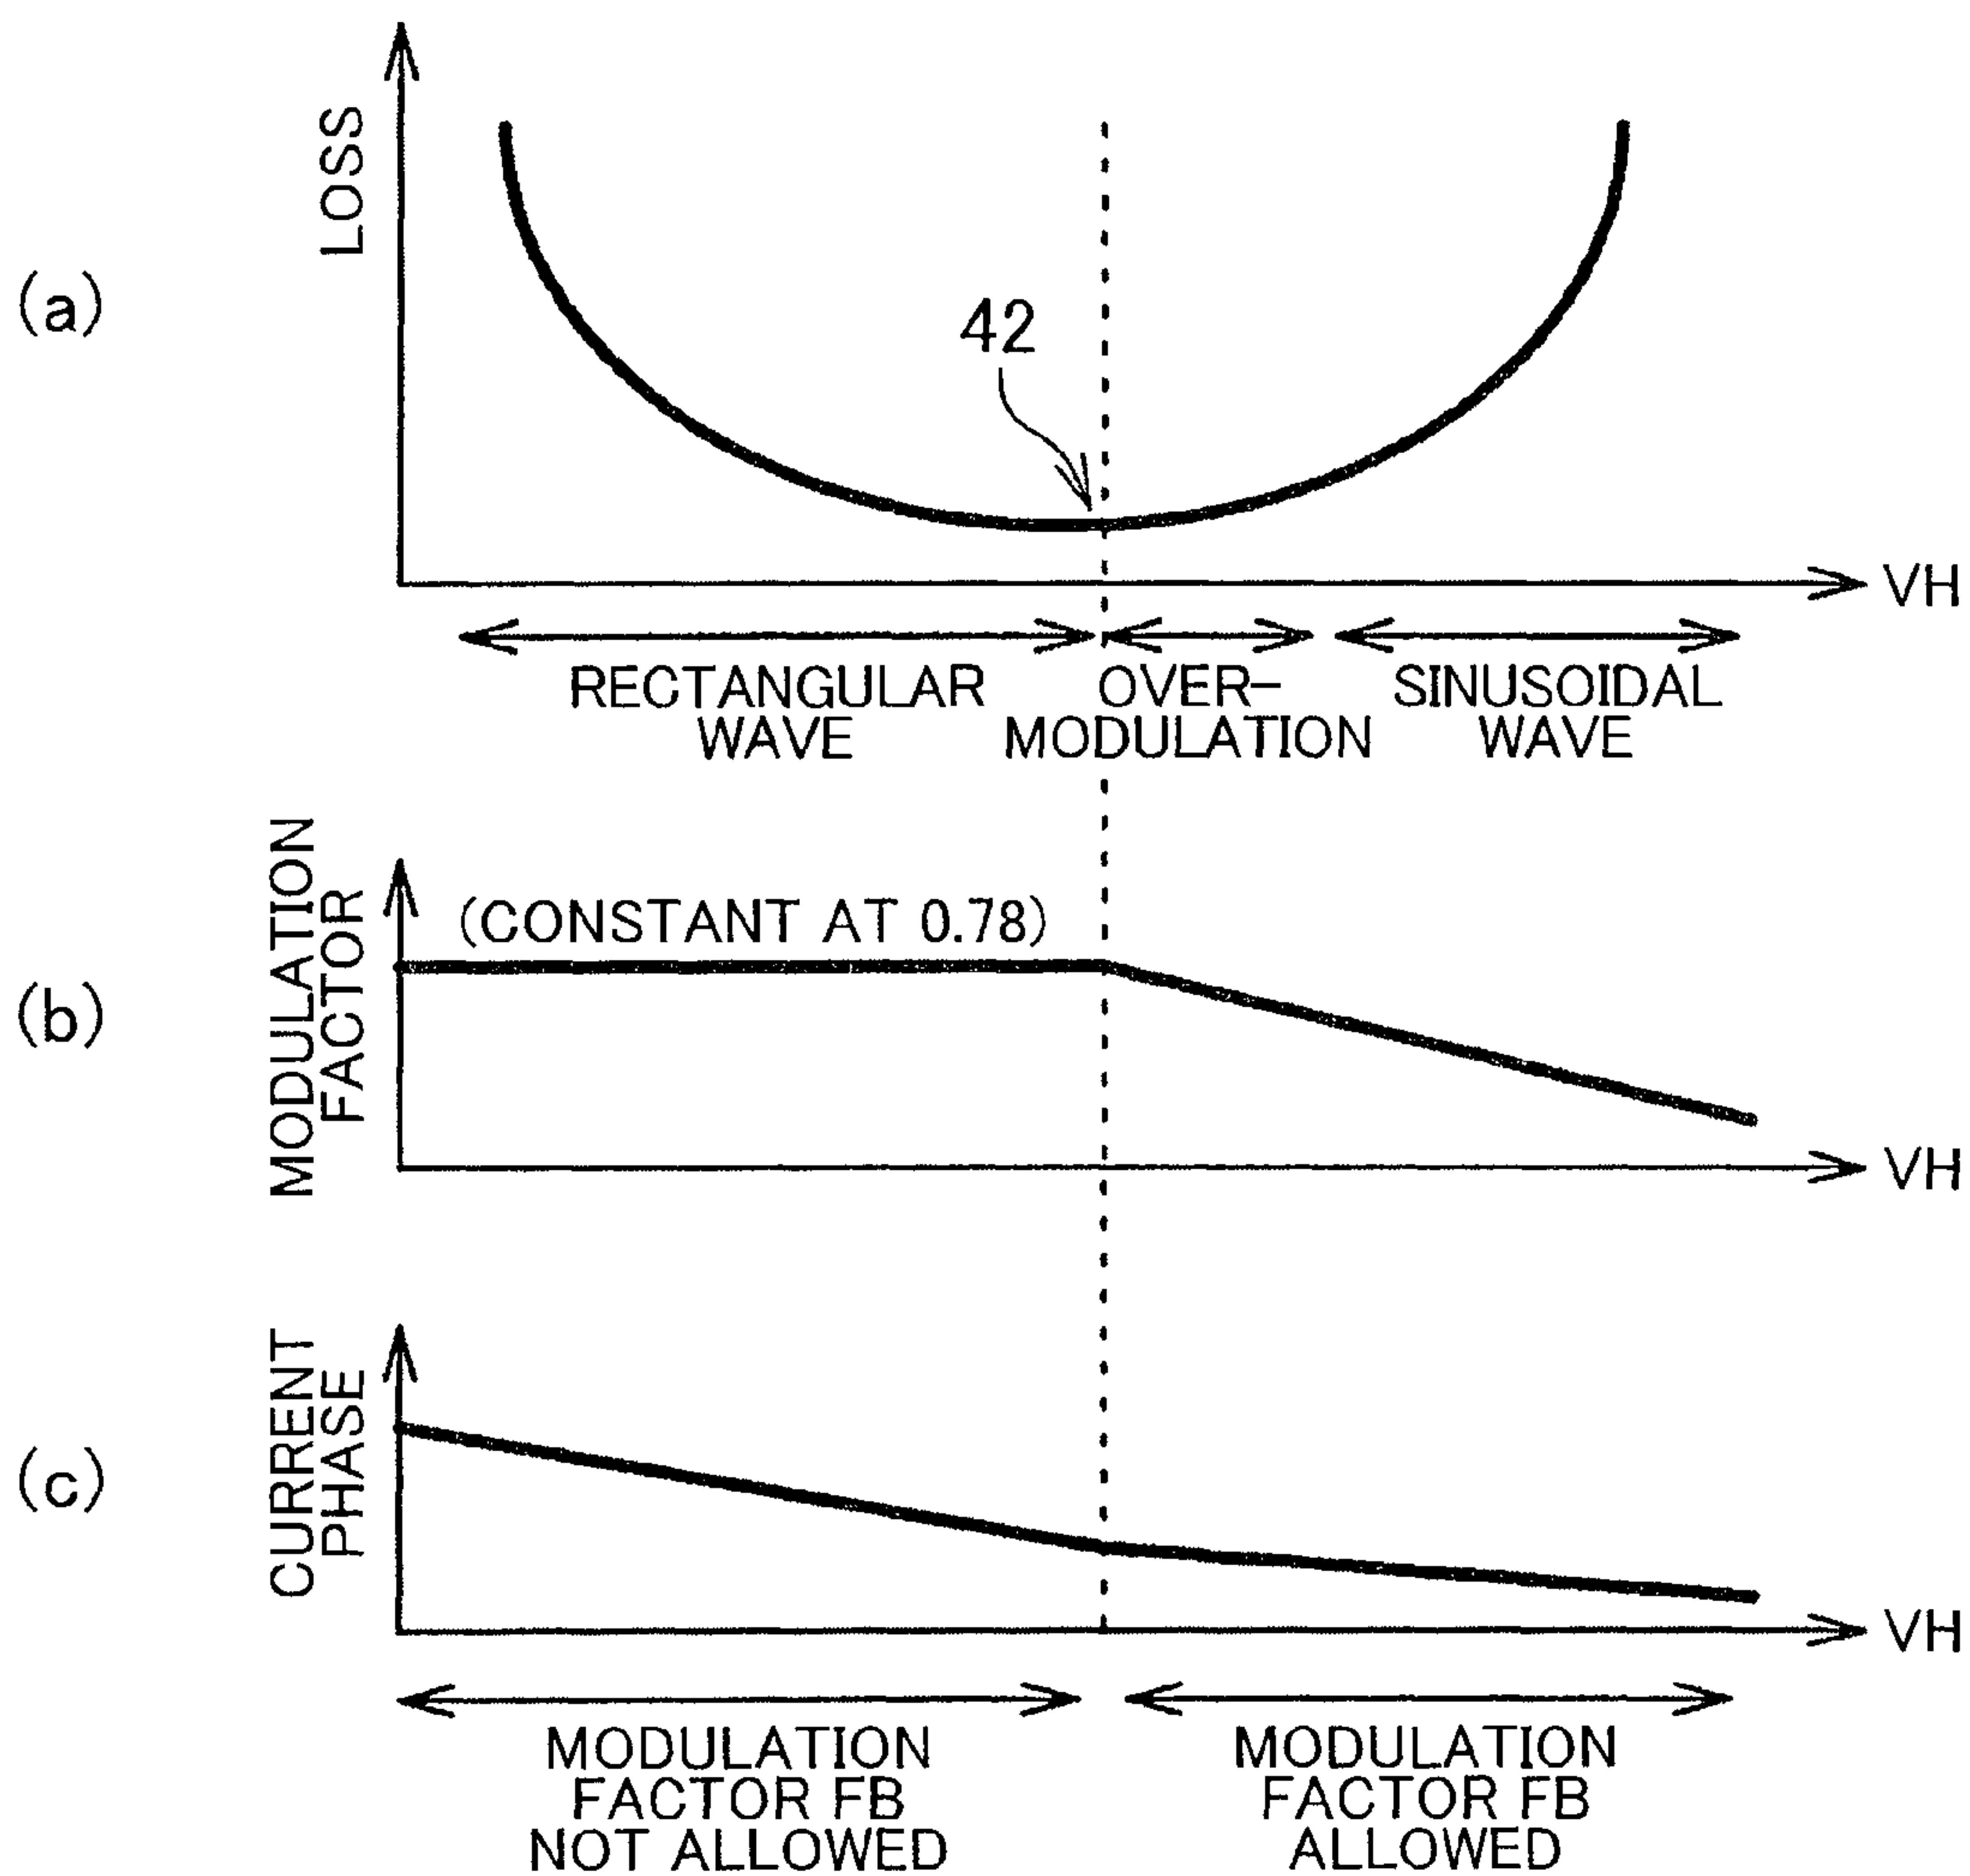 (a)
LOSS
42
VH
RECTANGULAR
WAVE
OVER-
MODULATION
SINUSOIDAL
WAVE
(b)
MODULATION
FACTOR
(CONSTANT AT 0.78)
VH
(c)
CURRENT
PHASE
VH
MODULATION
FACTOR FB
NOT ALLOWED
MODULATION
FACTOR FB
ALLOWED